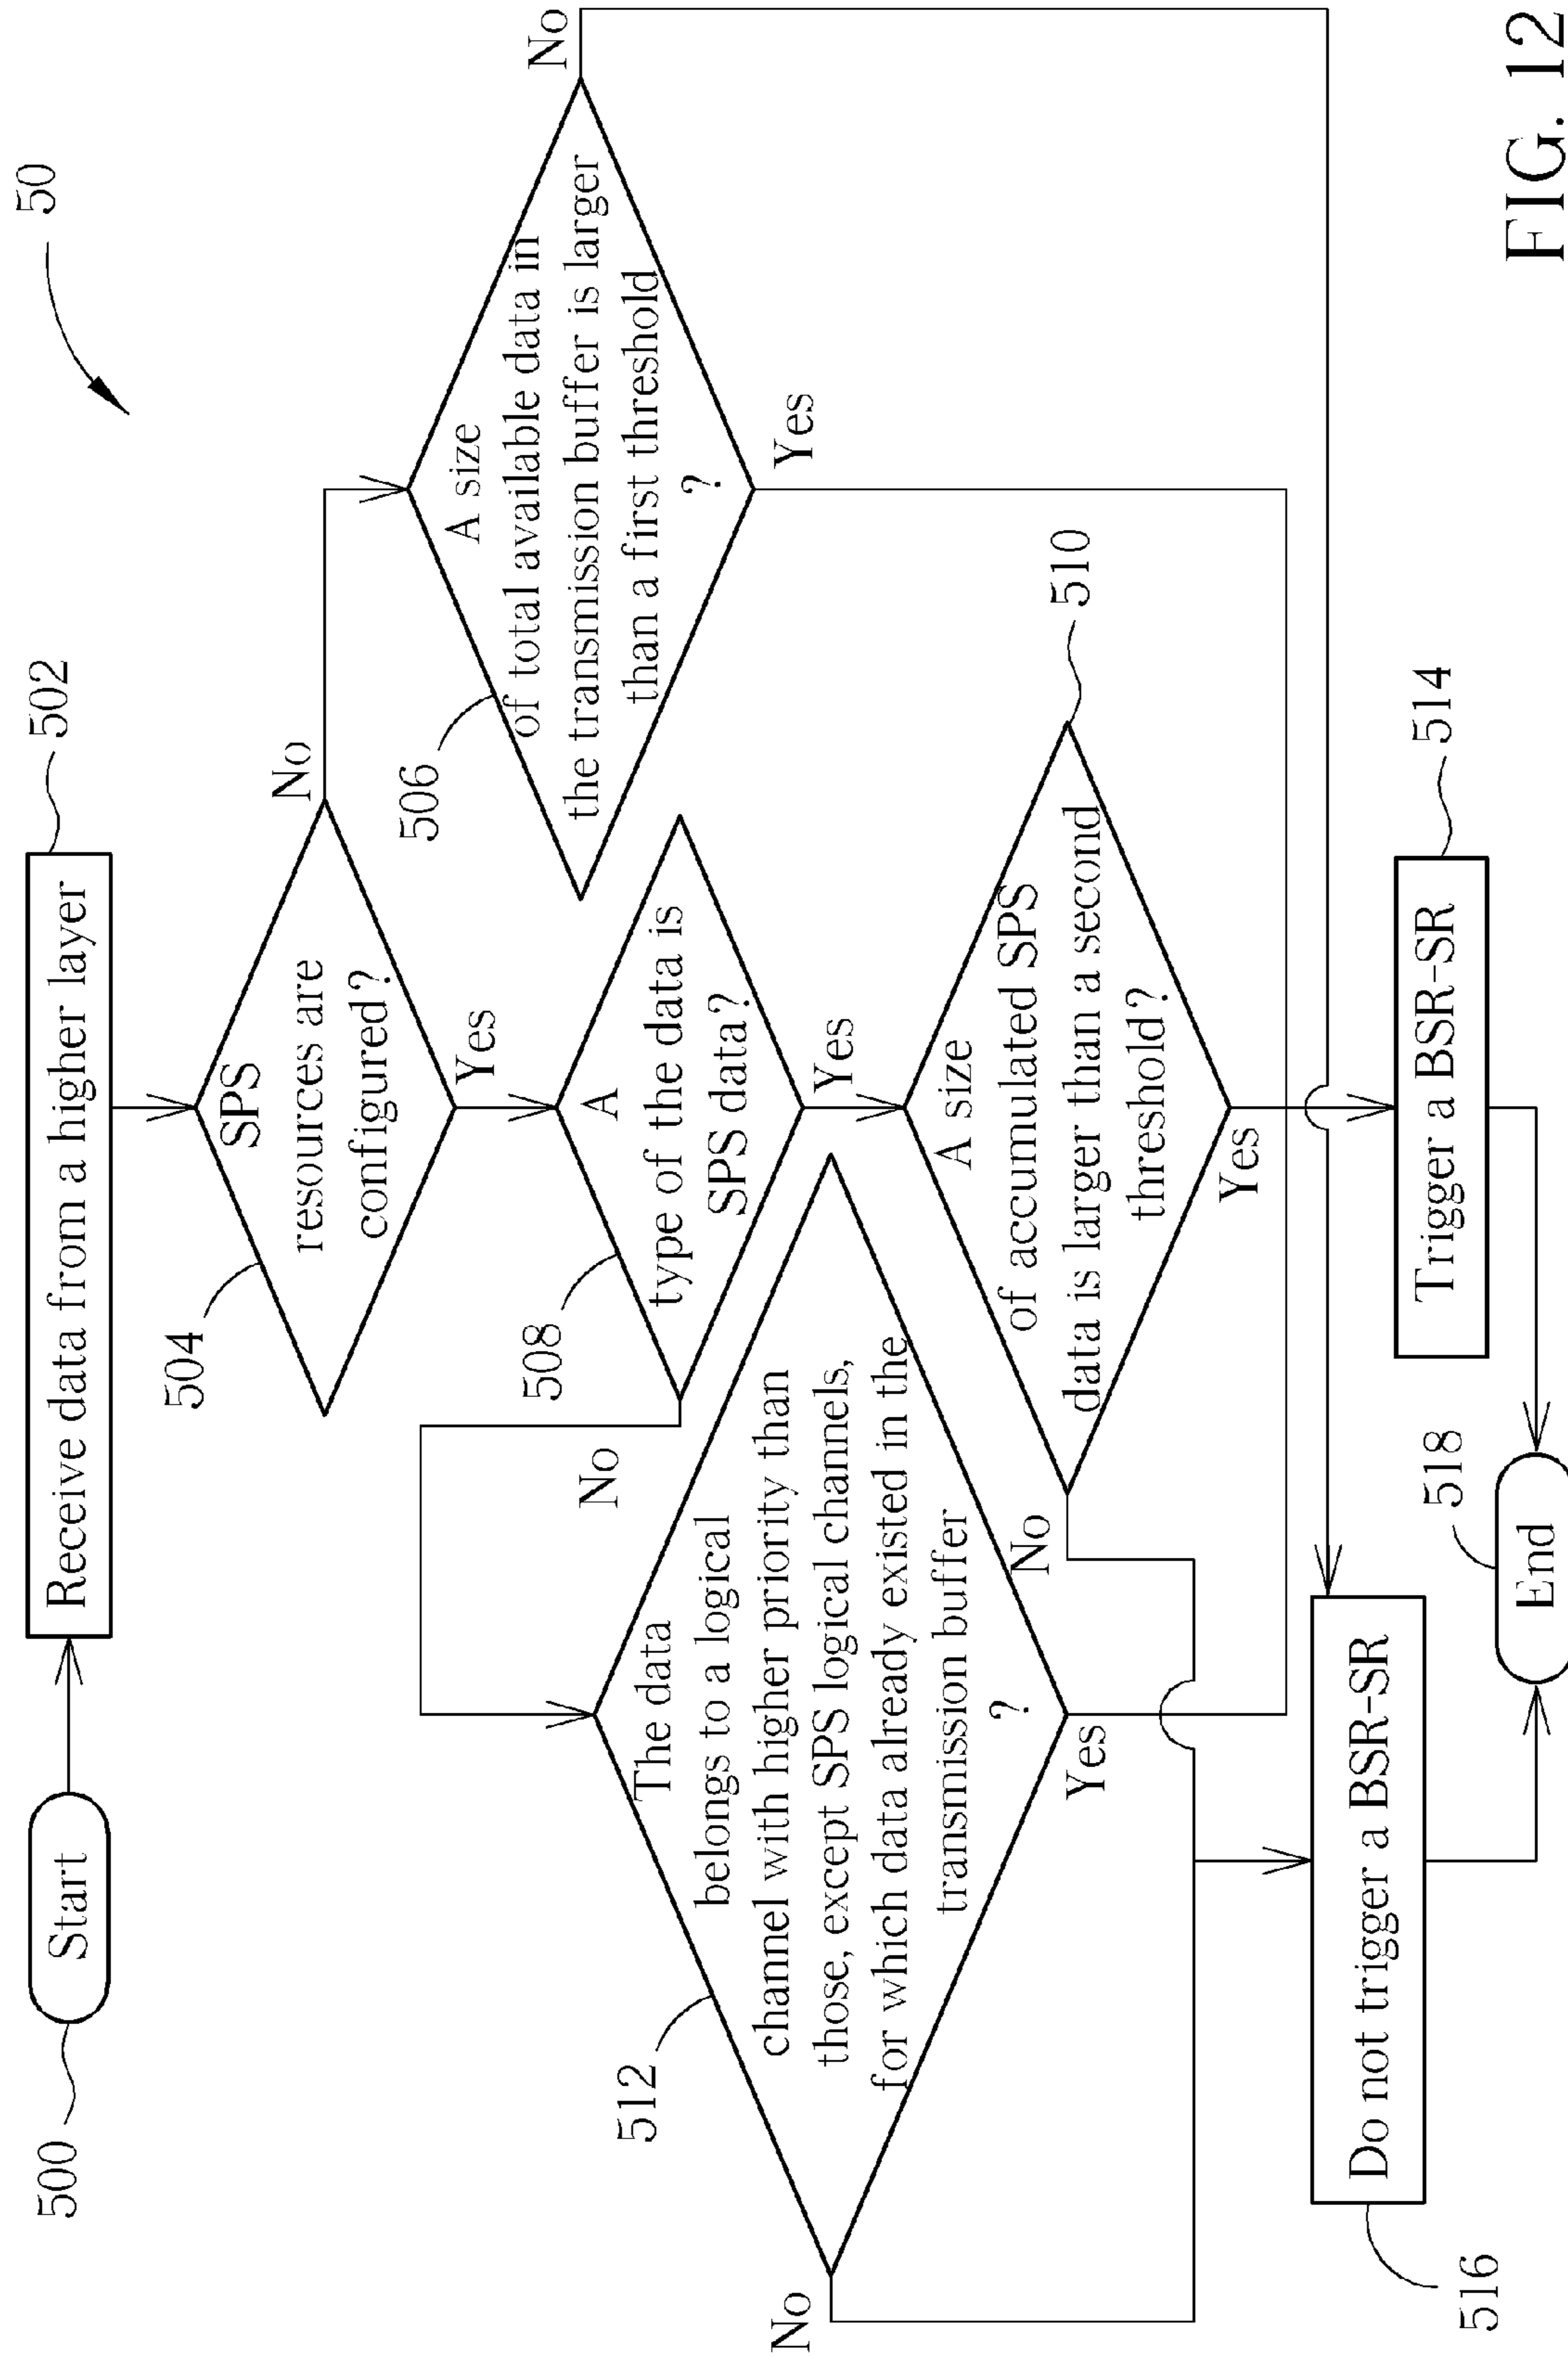 50
500
Start
Receive data from a higher layer
502
504
SPS
resources are
configured?
No
Yes
506
A size
of total available data in
the transmission buffer is larger
than a first threshold
?
No
Yes
508
A
type of the data is
SPS data?
No
Yes
512
The data
belongs to a logical
channel with higher priority than
those, except SPS logical channels,
for which data already existed in the
transmission buffer
?
No
Yes
510
A size
of accumulated SPS
data is larger than a second
threshold?
No
Yes
516
Do not trigger a BSR-SR
514
Trigger a BSR-SR
518
End
FIG. 12